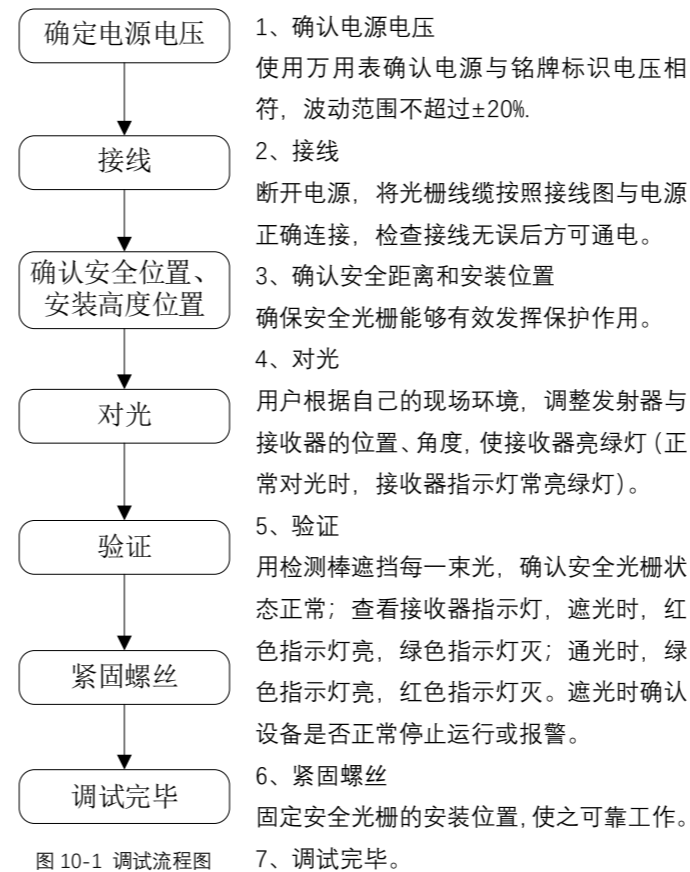 确定电源电压
接线
确认安全位置、
安装高度位置
对光
验证
紧固螺丝
调试完毕
图 10-1 调试流程图
1、确认电源电压
使用万用表确认电源与铭牌标识电压相
符，波动范围不超过±20%.
2、接线
断开电源，将光栅线缆按照接线图与电源
正确连接，检查接线无误后方可通电。
3、确认安全距离和安装位置
确保安全光栅能够有效发挥保护作用。
4、对光
用户根据自己的现场环境，调整发射器与
接收器的位置、角度，使接收器亮绿灯（正
常对光时，接收器指示灯常亮绿灯）。
5、验证
用检测棒遮挡每一束光，确认安全光栅状
态正常；查看接收器指示灯，遮光时，红
色指示灯亮，绿色指示灯灭；通光时，绿
色指示灯亮，红色指示灯灭。遮光时确认
设备是否正常停止运行或报警。
6、紧固螺丝
固定安全光栅的安装位置，使之可靠工作。
7、调试完毕。